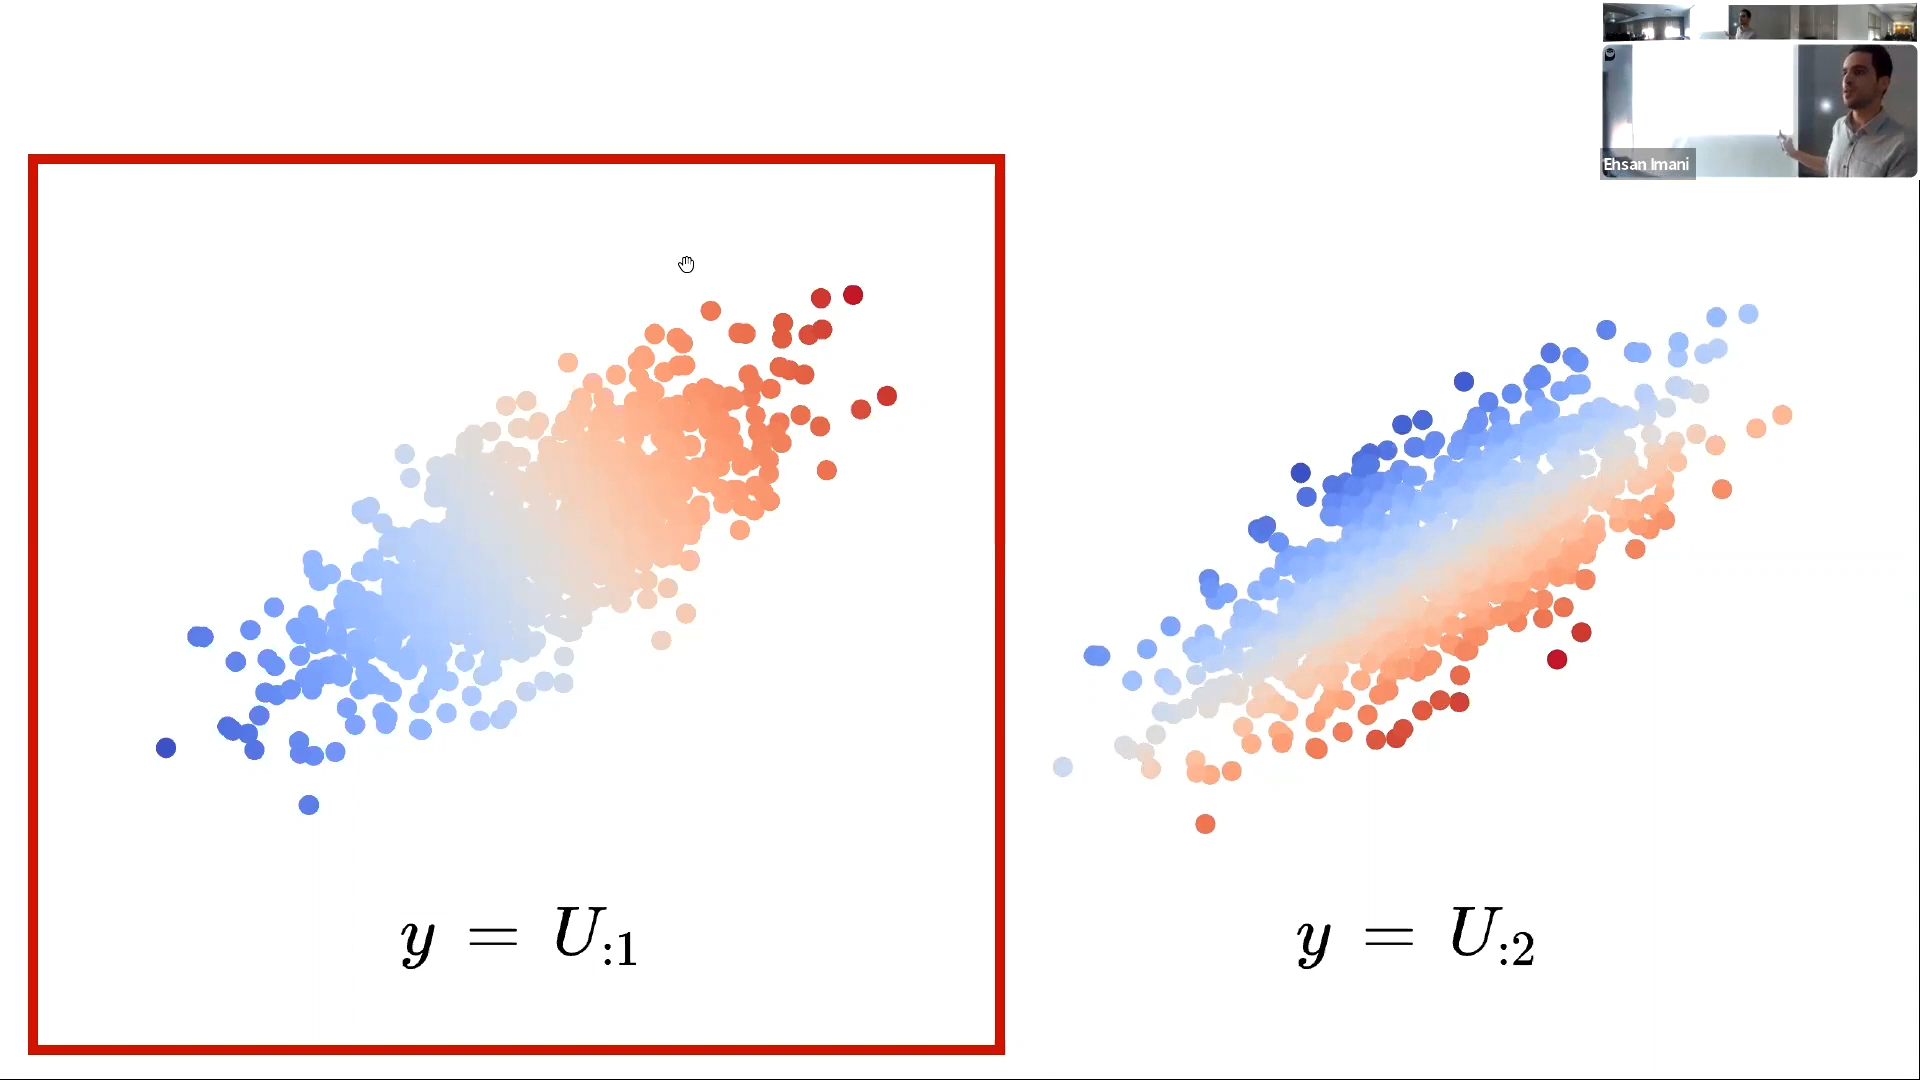 Ehsan Imani
y = U:1
y = U:2